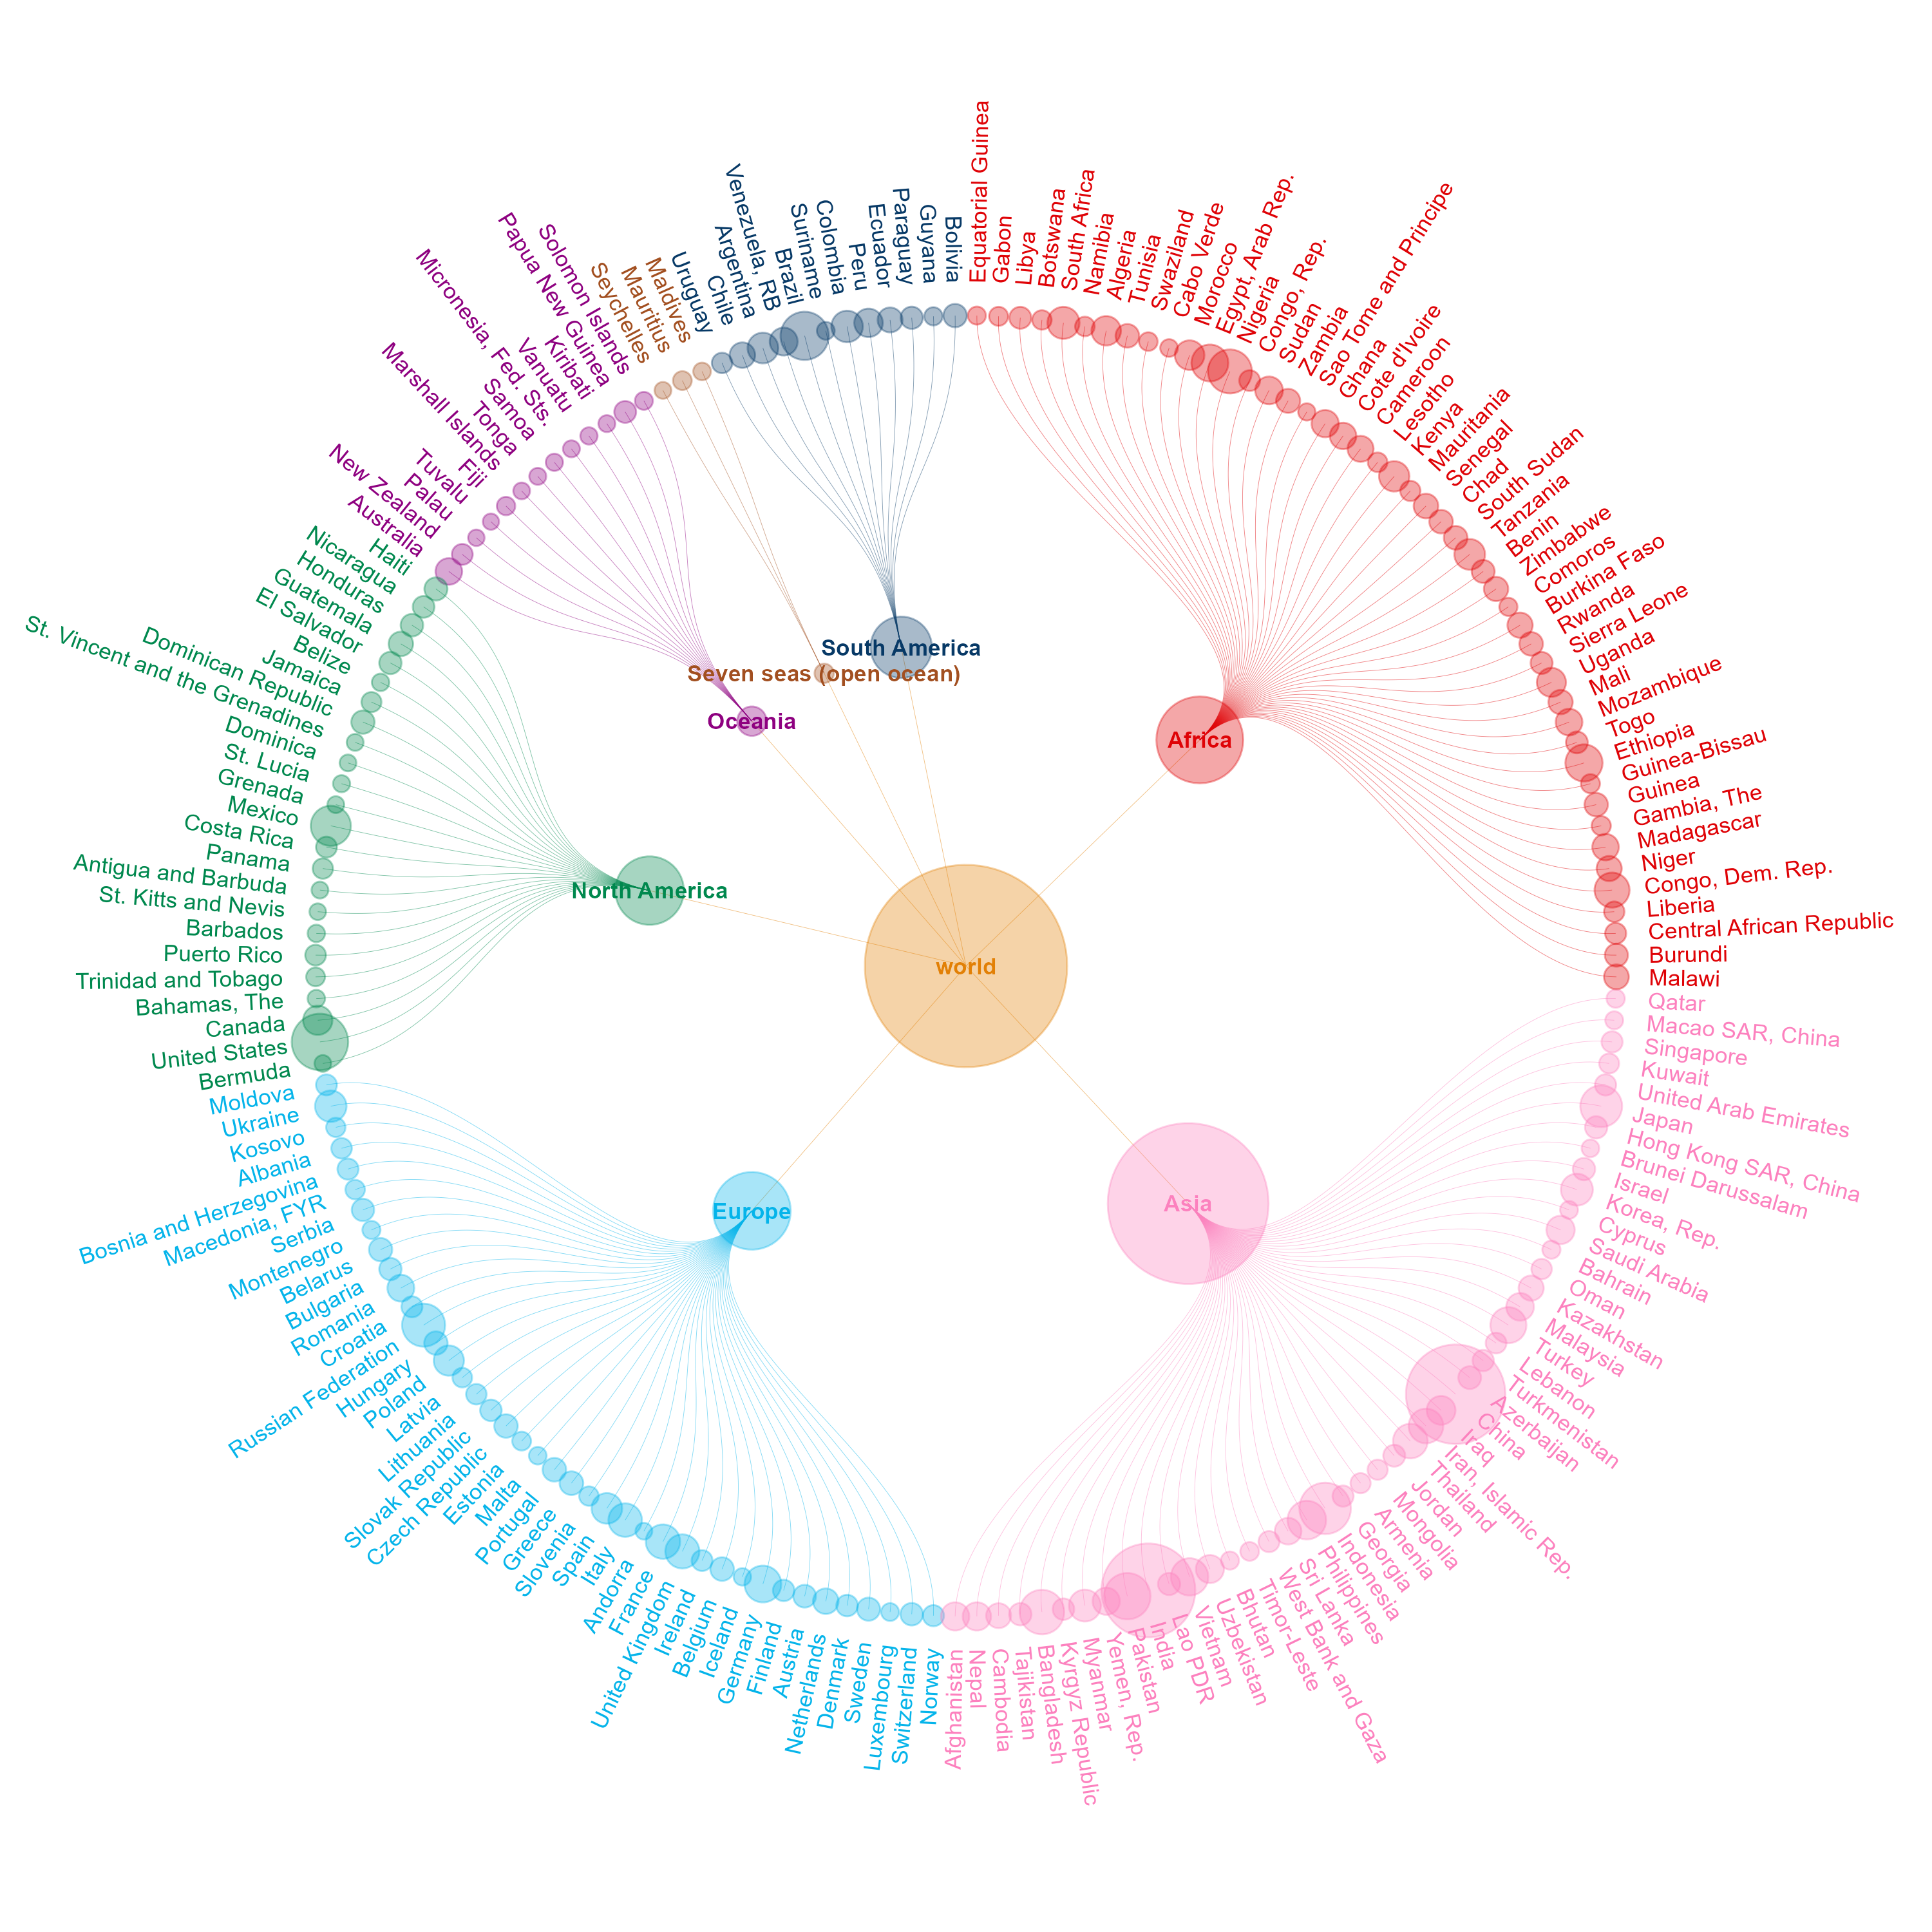 Equatorial Guinea
Gabon
Libya
Botswana
South Africa
Namibia
Algeria
Tunisia
Swaziland
Cabo Verde
Morocco
Egypt, Arab Rep.
Nigeria
Congo, Rep.
Sudan
Zambia
Sao Tome and Principe
Ghana
Cote d'Ivoire
Cameroon
Lesotho
Kenya
Mauritania
Senegal
Chad
South Sudan
Tanzania
Benin
Zimbabwe
Comoros
Burkina Faso
Rwanda
Sierra Leone
Uganda
Mali
Mozambique
Togo
Ethiopia
Guinea-Bissau
Guinea
Gambia, The
Madagascar
Niger
Congo, Dem. Rep.
Liberia
Central African Republic
Burundi
Malawi
Qatar
Macao SAR, China
Singapore
Kuwait
United Arab Emirates
Japan
Hong Kong SAR, China
Brunei Darussalam
Israel
Korea, Rep.
Cyprus
Saudi Arabia
Bahrain
Oman
Kazakhstan
Malaysia
Turkey
Lebanon
Turkmenistan
Azerbaijan
China
Iraq
Iran, Islamic Rep.
Thailand
Jordan
Mongolia
Armenia
Georgia
Indonesia
Philippines
Sri Lanka
West Bank and Gaza
Timor-Leste
Bhutan
Uzbekistan
Vietnam
Lao PDR
India
Pakistan
Yemen, Rep.
Myanmar
Kyrgyz Republic
Bangladesh
Tajikistan
Cambodia
Nepal
Afghanistan
Norway
Switzerland
Luxembourg
Sweden
Denmark
Netherlands
Austria
Finland
Germany
Iceland
Belgium
Ireland
United Kingdom
France
Andorra
Italy
Spain
Slovenia
Greece
Portugal
Malta
Estonia
Czech Republic
Slovak Republic
Lithuania
Latvia
Poland
Hungary
Russian Federation
Croatia
Romania
Bulgaria
Belarus
Montenegro
Serbia
Macedonia, FYR
Bosnia and Herzegovina
Albania
Kosovo
Ukraine
Moldova
Bermuda
United States
Canada
Bahamas, The
Trinidad and Tobago
Puerto Rico
Barbados
St. Kitts and Nevis
Antigua and Barbuda
Panama
Costa Rica
Mexico
Grenada
St. Lucia
Dominica
St. Vincent and the Grenadines
Dominican Republic
Jamaica
Belize
El Salvador
Guatemala
Honduras
Nicaragua
Haiti
Australia
New Zealand
Palau
Tuvalu
Fiji
Marshall Islands
Tonga
Samoa
Micronesia, Fed. Sts.
Vanuatu
Kiribati
Papua New Guinea
Solomon Islands
Seychelles
Mauritius
Maldives
Uruguay
Chile
Argentina
Venezuela, RB
Brazil
Suriname
Colombia
Peru
Ecuador
Paraguay
Guyana
Bolivia
South America
Seven seas (open ocean)
Oceania
Africa
North America
world
Europe
Asia